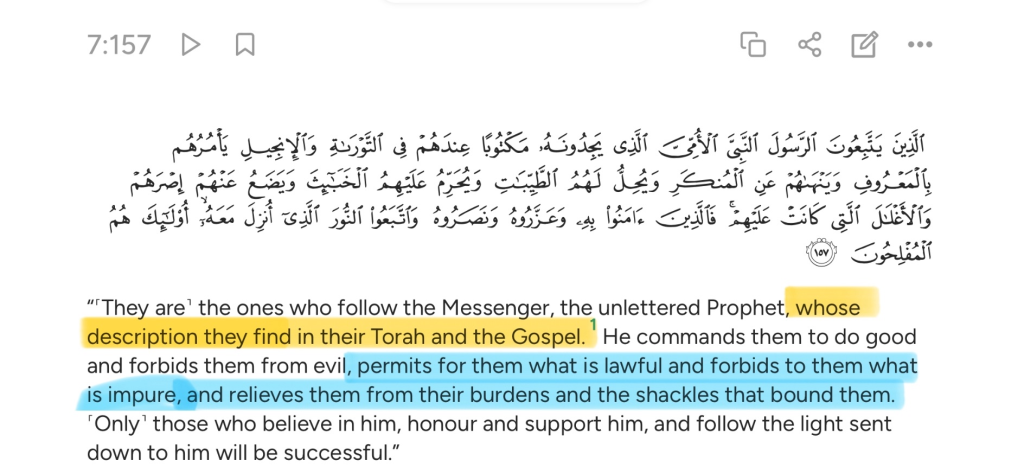 7:157
ٱلَّذِينَ يَتَّبِعُونَ ٱلرَّسُولَ ٱلنَّبِىَّ ٱلْأُمِّىَّ ٱلَّذِى يَجِدُونَهُۥ مَكْتُوبًا عِندَهُمْ فِى ٱلتَّوْرَىٰةِ وَٱلْإِنجِيلِ يَأْمُرُهُم
بِٱلْمَعْرُوفِ وَيَنْهَىٰهُمْ عَنِ ٱلْمُنكَرِ وَيُحِلُّ لَهُمُ ٱلطَّيِّبَـٰتِ وَيُحَرِّمُ عَلَيْهِمُ ٱلْخَبَـٰٓئِثَ وَيَضَعُ عَنْهُمْ إِصْرَهُمْ
وَٱلْأَغْلَـٰلَ ٱلَّتِى كَانَتْ عَلَيْهِمْ ۚ فَٱلَّذِينَ ءَامَنُوا۟ بِهِۦ وَعَزَّرُوهُ وَنَصَرُوهُ وَٱتَّبَعُوا۟ ٱلنُّورَ ٱلَّذِىٓ أُنزِلَ مَعَهُۥٓ ۙ أُو۟لَـٰٓئِكَ هُمُ
ٱلْمُفْلِحُونَ ١٥٧
“˹They are˺ the ones who follow the Messenger, the unlettered Prophet, whose
description they find in their Torah and the Gospel.1 He commands them to do good
and forbids them from evil, permits for them what is lawful and forbids to them what
is impure, and relieves them from their burdens and the shackles that bound them.
˹Only˺ those who believe in him, honour and support him, and follow the light sent
down to him will be successful.”